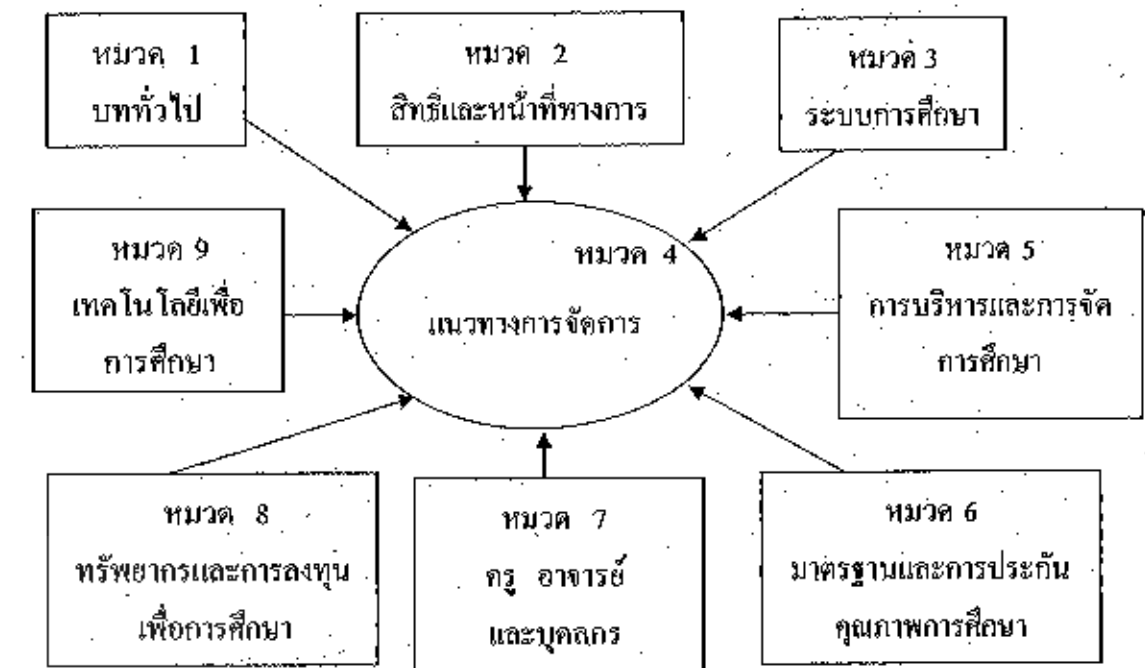 หมวด 1
บททั่วไป
หมวด 2
สิทธิและหน้าที่ทางการ
หมวด 3
ระบบการศึกษา
หมวด 9
เทคโนโลยีเพื่อ
การศึกษา
หมวด 4
แนวทางการจัดการ
หมวด 5
การบริหารและการจัด
การศึกษา
หมวด 8
ทรัพยากรและการลงทุน
เพื่อการศึกษา
หมวด 7
ครู อาจารย์
และบุคลกร
หมวด 6
มาตรฐานและการประกัน
คุณภาพการศึกษา